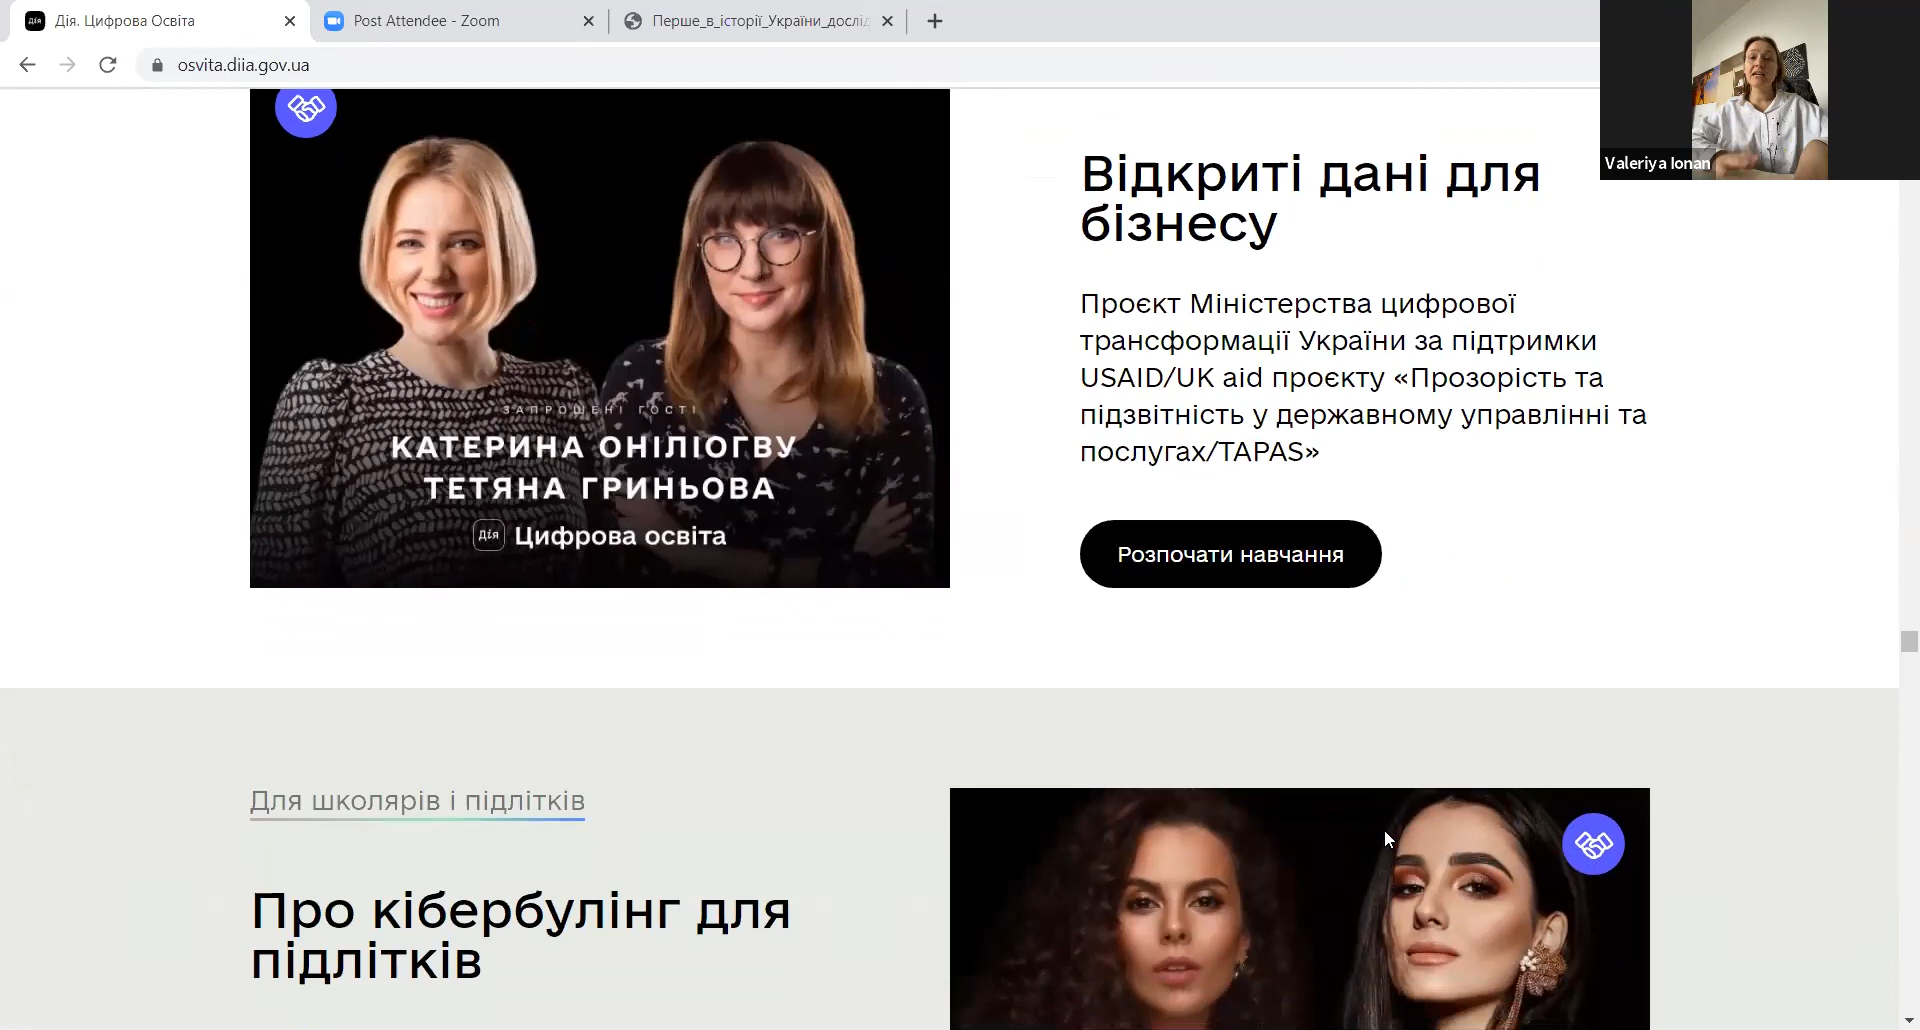 Дія. Цифрова Освіта
Post Attendee - Zoom
Перше_в_історії_України_дослід
osvita.diia.gov.ua
Valeriya Ionan
ЗАПРОШЕНІ ГОСТІ
КАТЕРИНА ОНІЛІОГВУ
ТЕТЯНА ГРИНЬОВА
Дія Цифрова освіта
Відкриті дані для
бізнесу
Проєкт Міністерства цифрової
трансформації України за підтримки
USAID/UK aid проєкту «Прозорість та
підзвітність у державному управлінні та
послугах/TAPAS»
Розпочати навчання
Для школярів і підлітків
Про кібербулінг для
підлітків